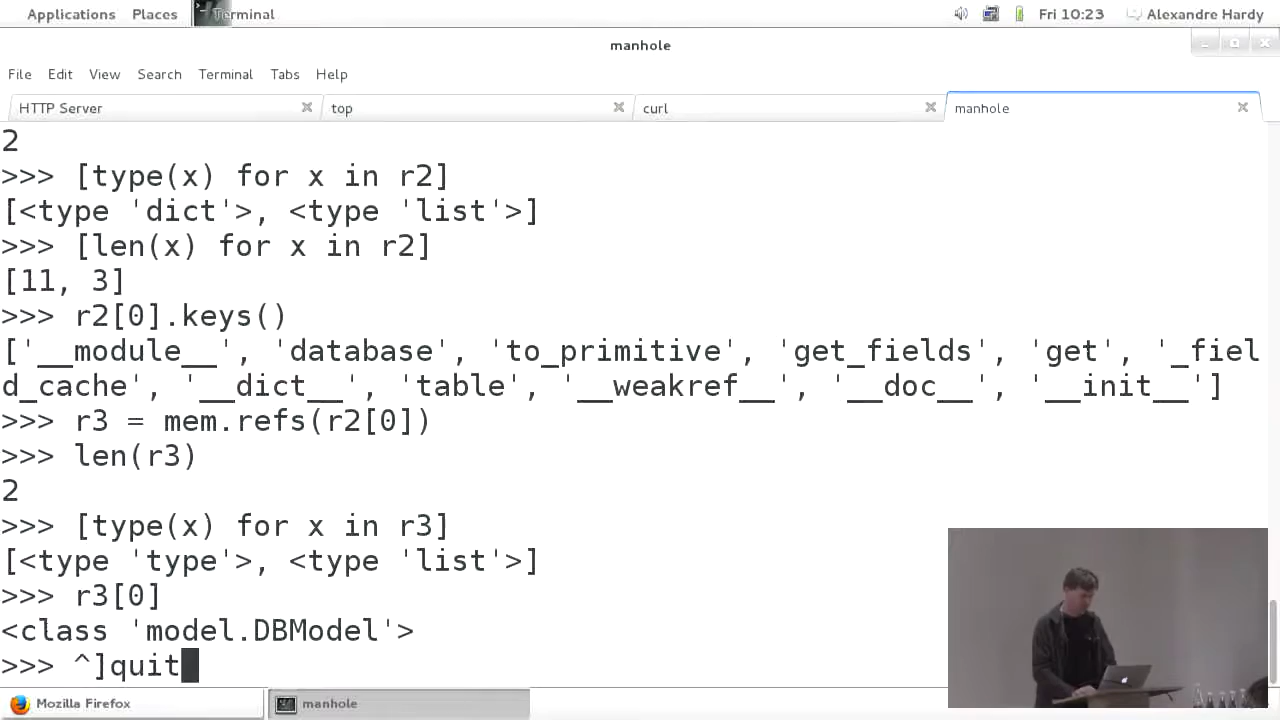 Applications Places Terminal Fri 10:23 Alexandre Hardy
manhole
File Edit View Search Terminal Tabs Help
HTTP Server top curl manhole
2
>>> [type(x) for x in r2]
[<type 'dict'>, <type 'list'>]
>>> [len(x) for x in r2]
[11, 3]
>>> r2[0].keys()
['__module__', 'database', 'to_primitive', 'get_fields', 'get', '_fiel
d_cache', '__dict__', 'table', '__weakref__', '__doc__', '__init__']
>>> r3 = mem.refs(r2[0])
>>> len(r3)
2
>>> [type(x) for x in r3]
[<type 'type'>, <type 'list'>]
>>> r3[0]
<class 'model.DBModel'>
>>> ^]quit
Mozilla Firefox manhole